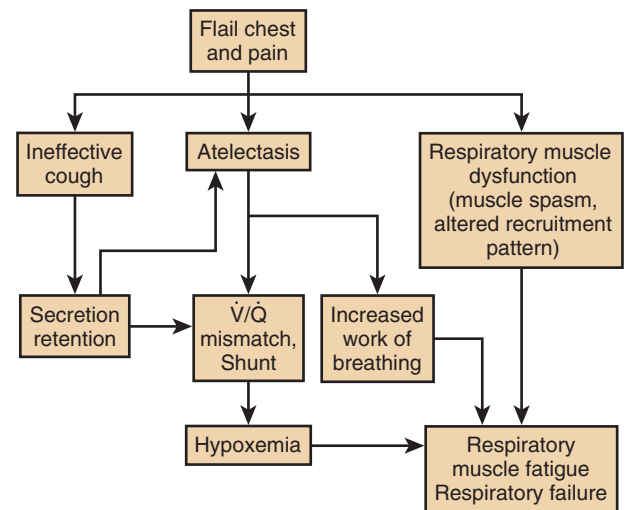 Flail chest
and pain
Ineffective
cough
Atelectasis
Respiratory muscle
dysfunction
(muscle spasm,
altered recruitment
pattern)
Secretion
retention
V̇/Q̇
mismatch,
Shunt
Increased
work of
breathing
Hypoxemia
Respiratory
muscle fatigue
Respiratory failure